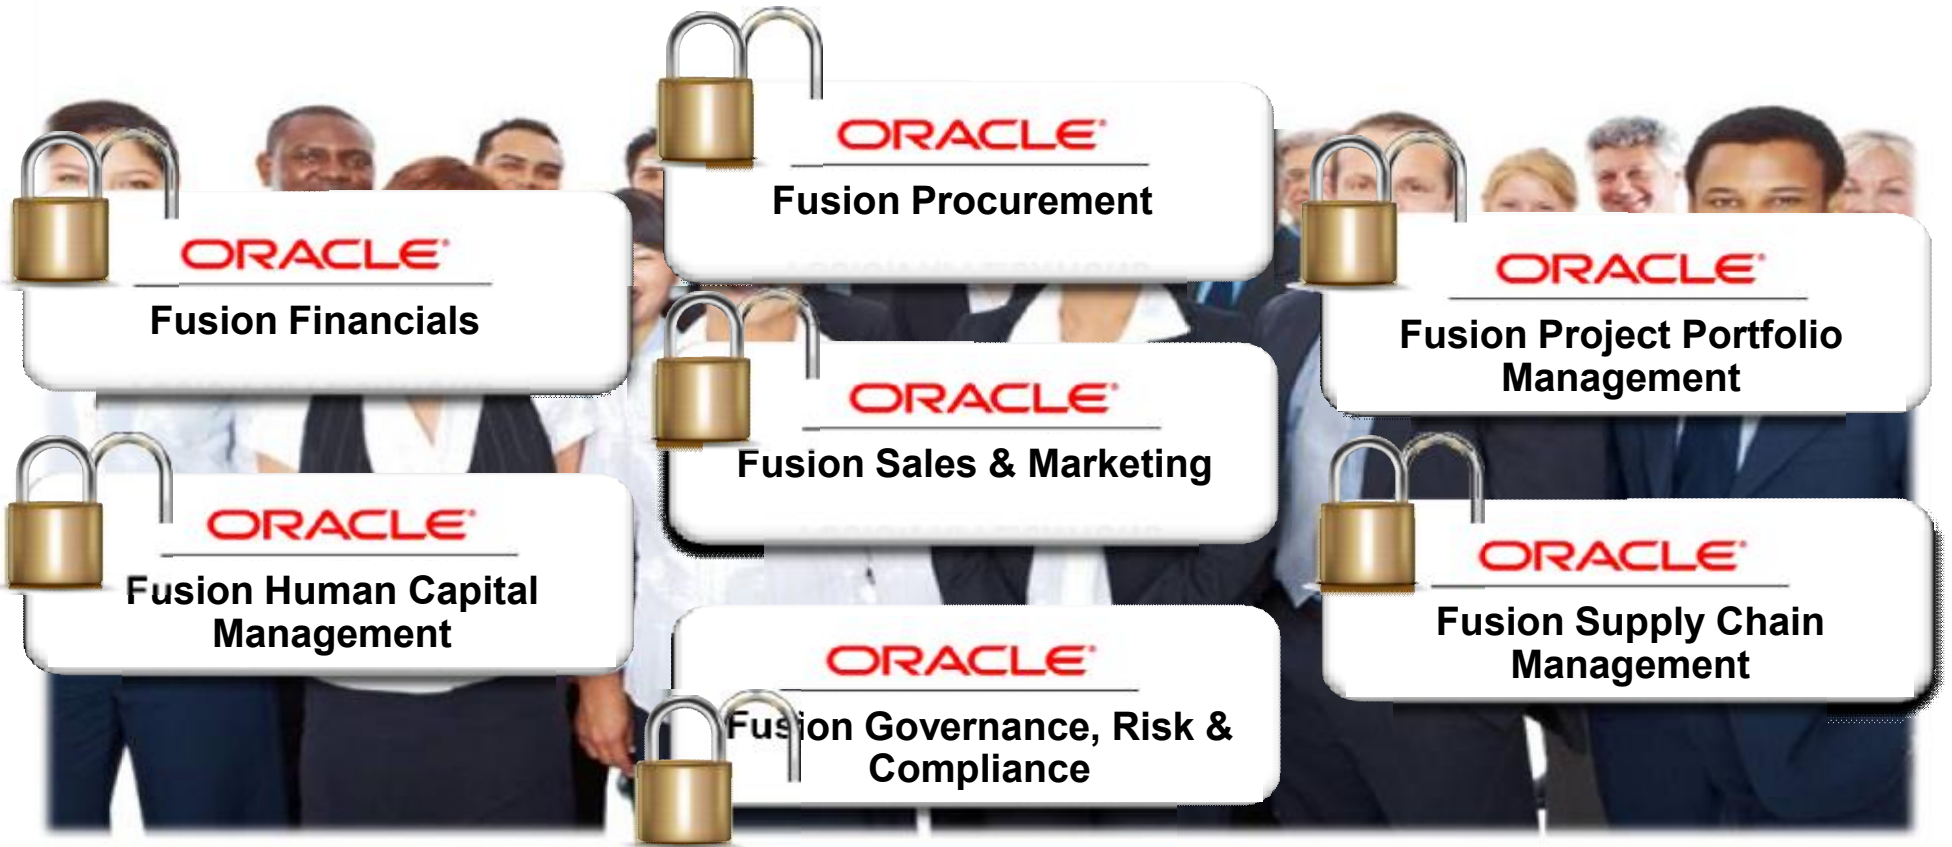 ORACLE
Fusion Procurement
ORACLE
Fusion Financials
ORACLE
Fusion Project Portfolio
Management
ORACLE
Fusion Sales & Marketing
ORACLE
Fusion Human Capital
Management
ORACLE
Fusion Supply Chain
Management
ORACLE
Fusion Governance, Risk &
Compliance